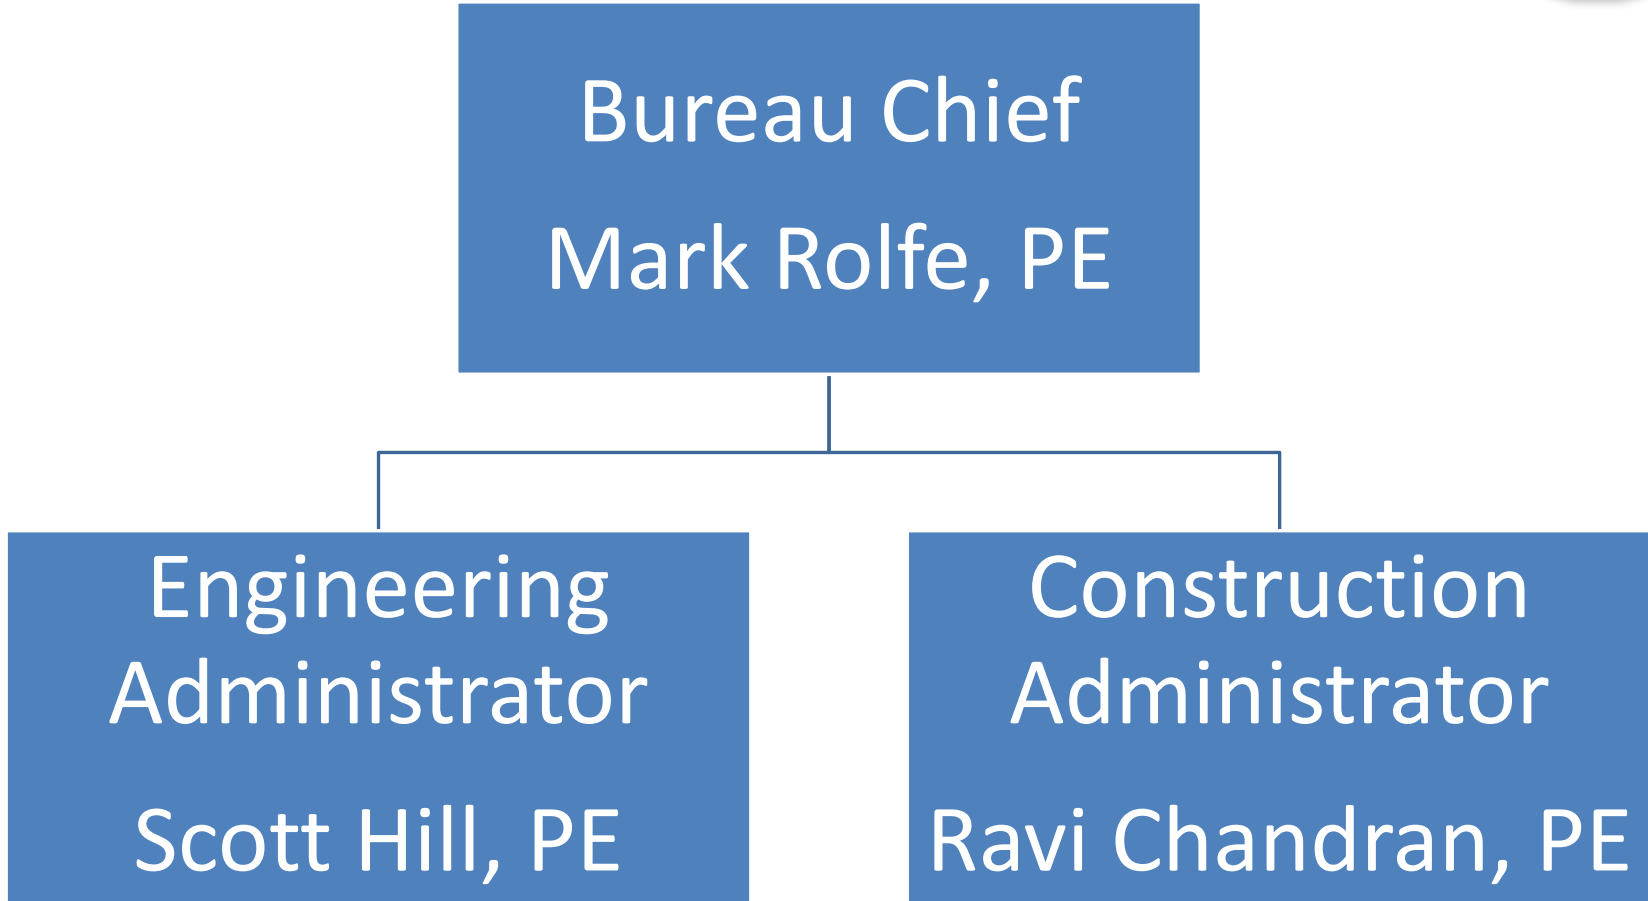 Bureau Chief
Mark Rolfe, PE
Engineering
Administrator
Scott Hill, PE
Construction
Administrator
Ravi Chandran, PE